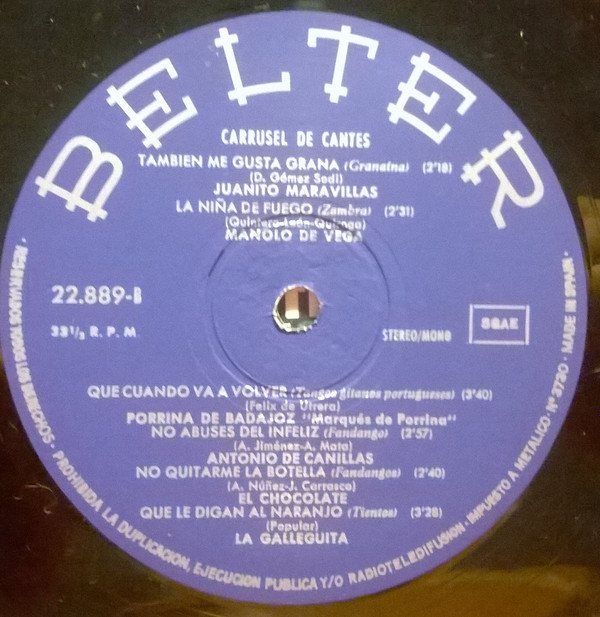 BELTER
CARRUSEL DE CANTES
TAMBIEN ME GUSTA GRANA (Granaina) (2'18)
(D. Gómez Sodi)
JUANITO MARAVILLAS
LA NIÑA DE FUEGO (Zambra) (2'31)
(Quintero-León-Quiroga)
MANOLO DE VEGA
22.889-B
33 1/3 R. P. M.
STEREO/MONO
SGAE
QUE CUANDO VA A VOLVER (Tangos gitanos portugueses) (3'40)
(Felix de Utrera)
PORRINA DE BADAJOZ "Marqués de Porrina"
NO ABUSES DEL INFELIZ (Fandango) (2'57)
(A. Jiménez-A. Mata)
ANTONIO DE CANILLAS
NO QUITARME LA BOTELLA (Fandangos) (2'40)
(A. Núñez-J. Carrasco)
EL CHOCOLATE
QUE LE DIGAN AL NARANJO (Tientos) (3'28)
(Popular)
LA GALLEGUITA
· RESERVADOS TODOS LOS DERECHOS · PROHIBIDA LA DUPLICACION, EJECUCION PUBLICA Y/O RADIOTELEDIFUSION · IMPUESTO A METALICO: Nº 3730 · MADE IN SPAIN ·